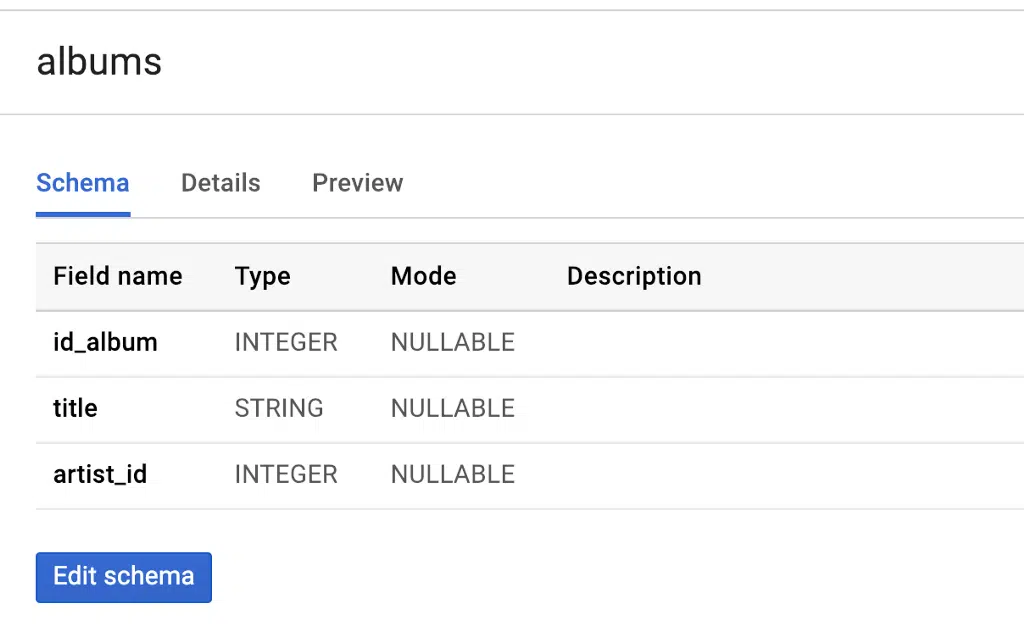 albums
Schema Details Preview
Field name Type Mode Description
id_album INTEGER NULLABLE
title STRING NULLABLE
artist_id INTEGER NULLABLE
Edit schema